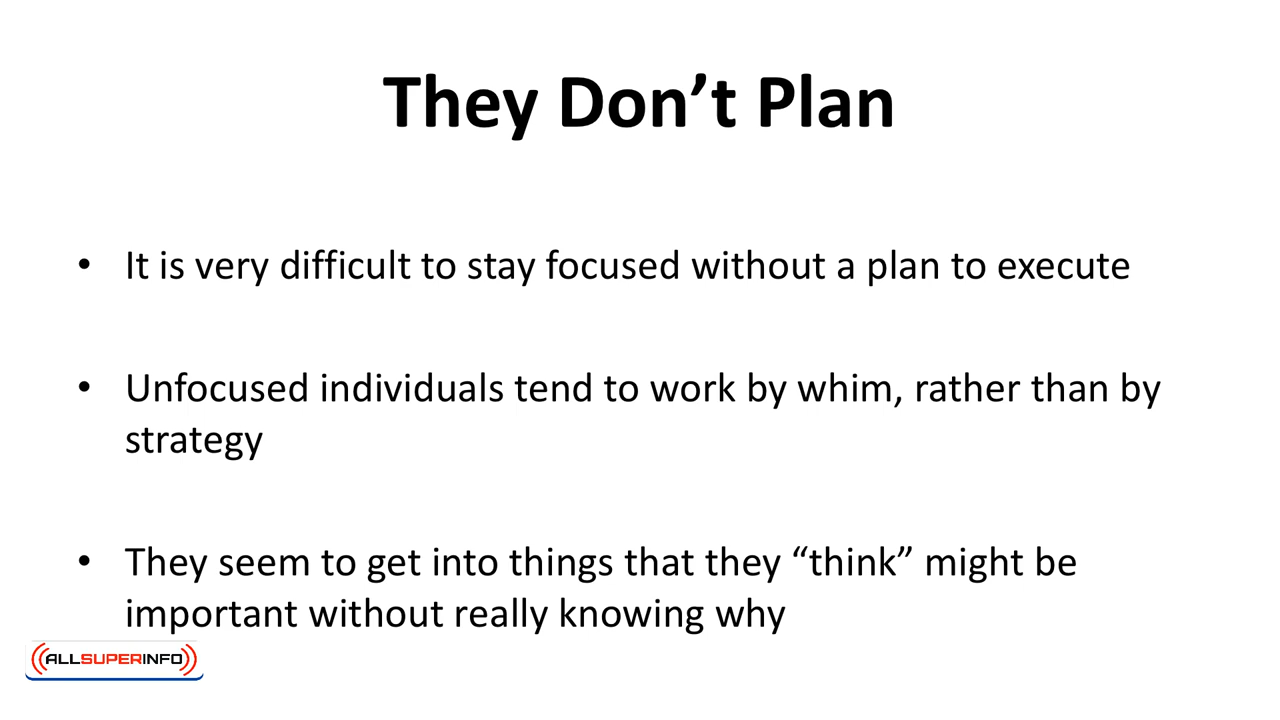 They Don’t Plan
• It is very difficult to stay focused without a plan to execute
• Unfocused individuals tend to work by whim, rather than by
strategy
• They seem to get into things that they “think” might be
important without really knowing why
ALLSUPERINFO